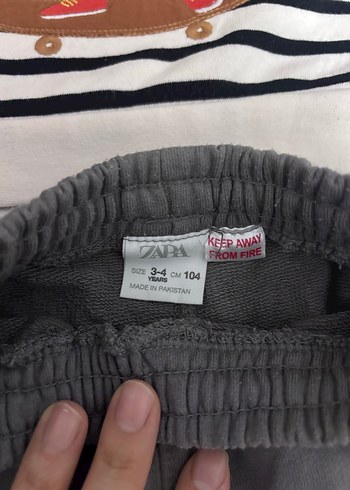 ZARA
KEEP AWAY
FROM FIRE
SIZE 3-4 YEARS CM 104
MADE IN PAKISTAN